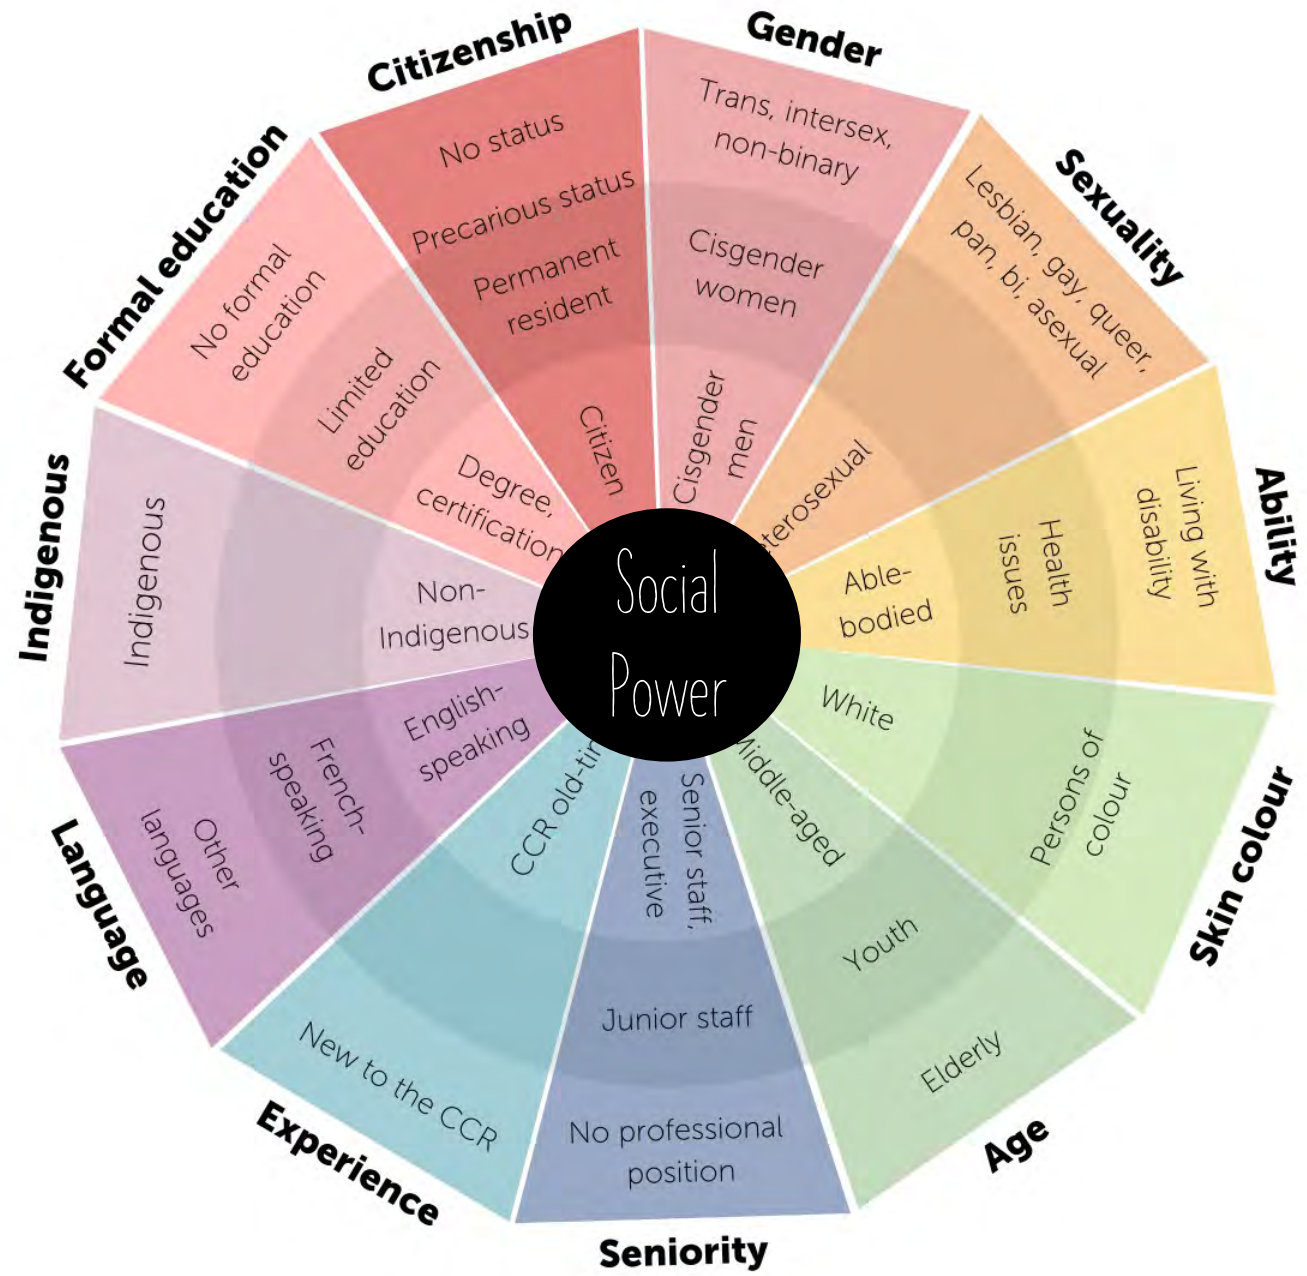 Social
Power
Citizenship
No status
Precarious status
Permanent
resident
Citizen
Gender
Trans, intersex,
non-binary
Cisgender
women
Cisgender
men
Sexuality
Lesbian, gay, queer,
pan, bi, asexual
Ability
Living with
disability
Health
issues
Able-
bodied
Skin colour
Persons of
colour
White
Age
Elderly
Youth
Seniority
No professional
position
Junior staff
Senior staff,
executive
Experience
New to the CCR
CCR
Language
Other
languages
French-
speaking
English-
speaking
Indigenous
Indigenous
Non-
Indigenous
Formal education
No formal
education
Limited
education
Degree,
certification